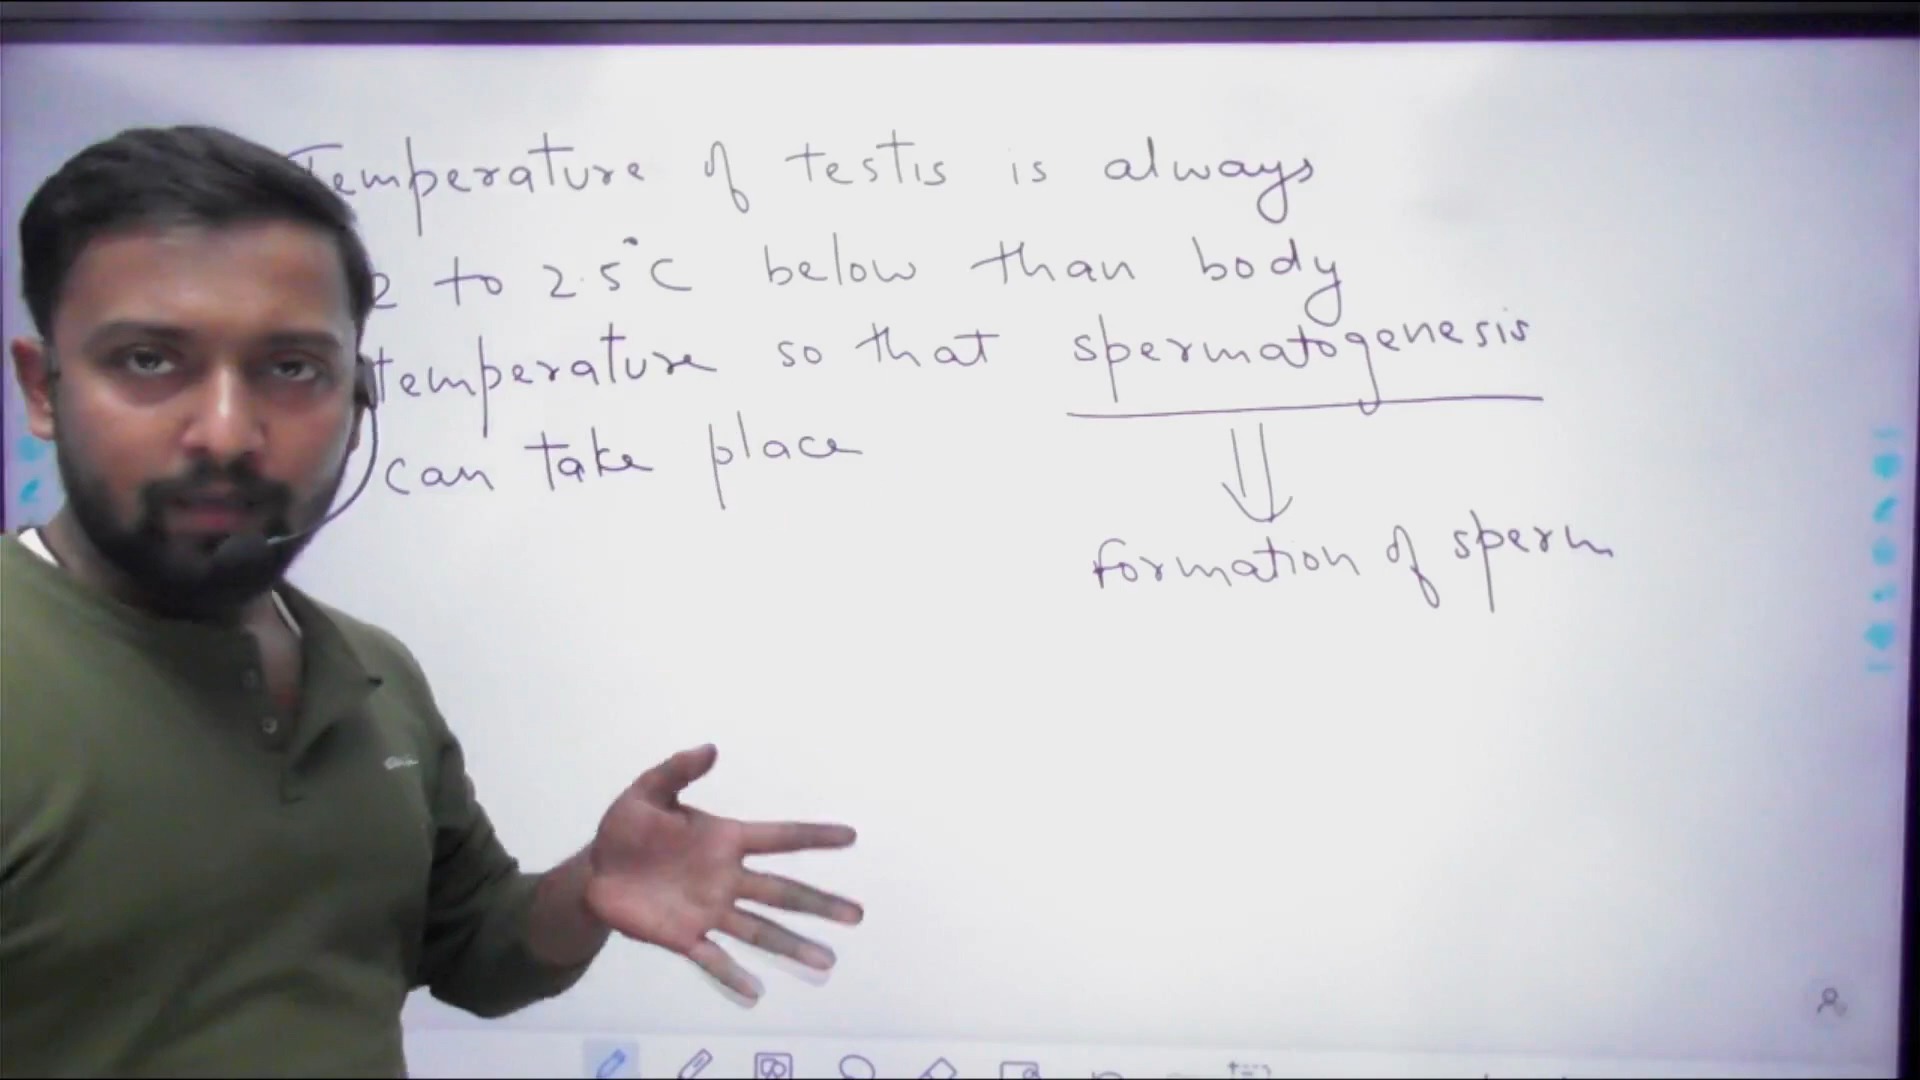 Temperature of testis is always
2 to 2.5°C below than body
temperature so that spermatogenesis
can take place
formation of sperm